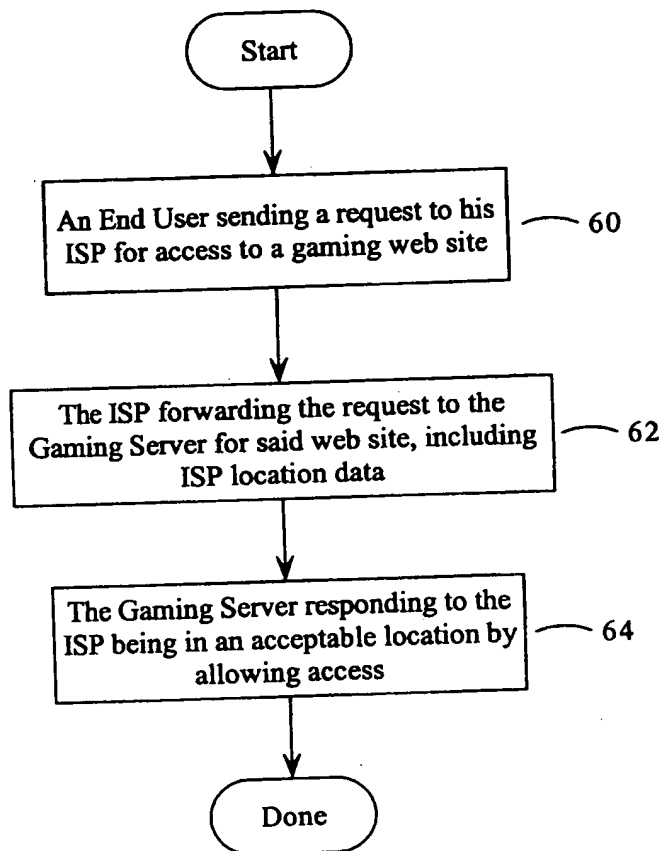 Start
An End User sending a request to his
ISP for access to a gaming web site
60
The ISP forwarding the request to the
Gaming Server for said web site, including
ISP location data
62
The Gaming Server responding to the
ISP being in an acceptable location by
allowing access
64
Done